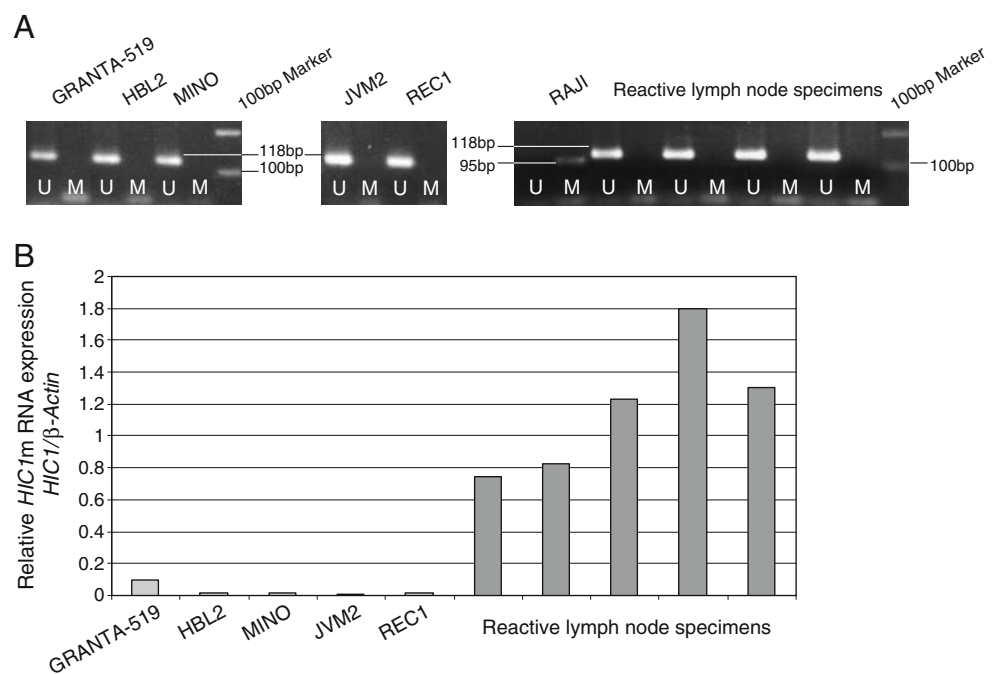 A
GRANTA-519
HBL2
MINO
100bp Marker
JVM2
REC1
RAJI
Reactive lymph node specimens
100bp Marker
118bp
100bp
118bp
95bp
100bp
U M U M U M
U M U M
U M U M U M U M U M
B
Relative HIC1m RNA expression
HIC1/β-Actin
2
1.8
1.6
1.4
1.2
1
0.8
0.6
0.4
0.2
0
GRANTA-519
HBL2
MINO
JVM2
REC1
Reactive lymph node specimens